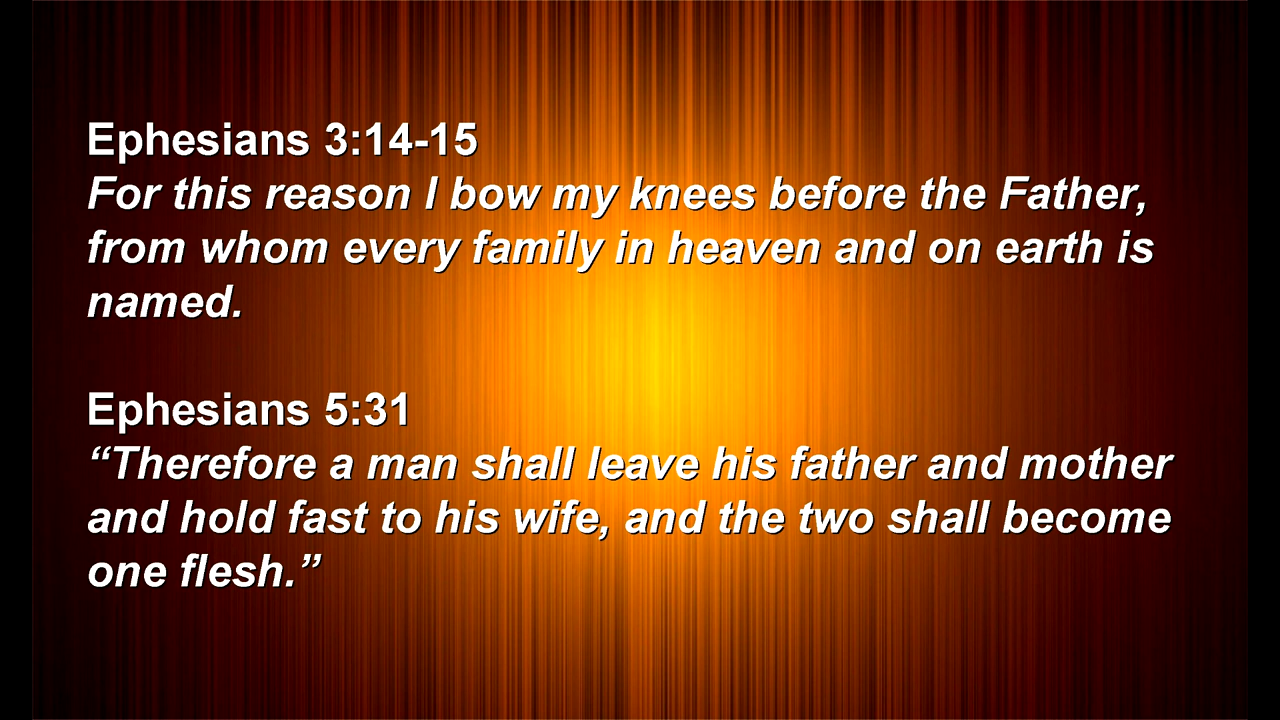 Ephesians 3:14-15
For this reason I bow my knees before the Father,
from whom every family in heaven and on earth is
named.
Ephesians 5:31
“Therefore a man shall leave his father and mother
and hold fast to his wife, and the two shall become
one flesh.”